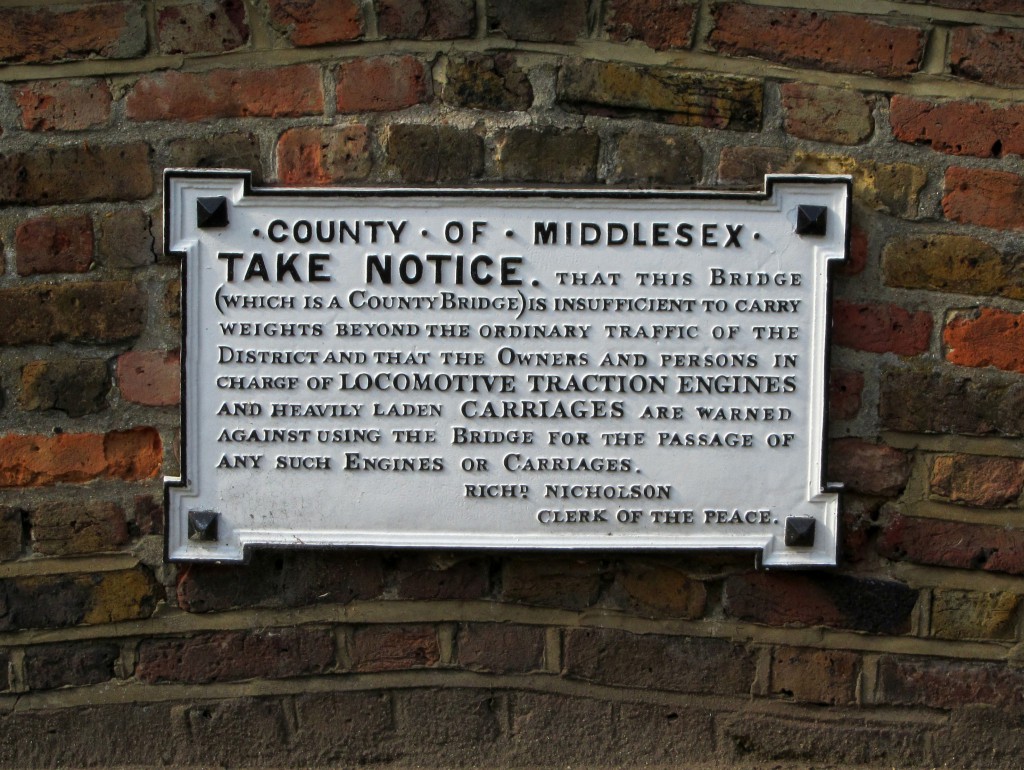 · COUNTY · OF · MIDDLESEX ·
TAKE NOTICE. THAT THIS BRIDGE
(WHICH IS A COUNTY BRIDGE) IS INSUFFICIENT TO CARRY
WEIGHTS BEYOND THE ORDINARY TRAFFIC OF THE
DISTRICT AND THAT THE OWNERS AND PERSONS IN
CHARGE OF LOCOMOTIVE TRACTION ENGINES
AND HEAVILY LADEN CARRIAGES ARE WARNED
AGAINST USING THE BRIDGE FOR THE PASSAGE OF
ANY SUCH ENGINES OR CARRIAGES.
RICHD NICHOLSON
CLERK OF THE PEACE.